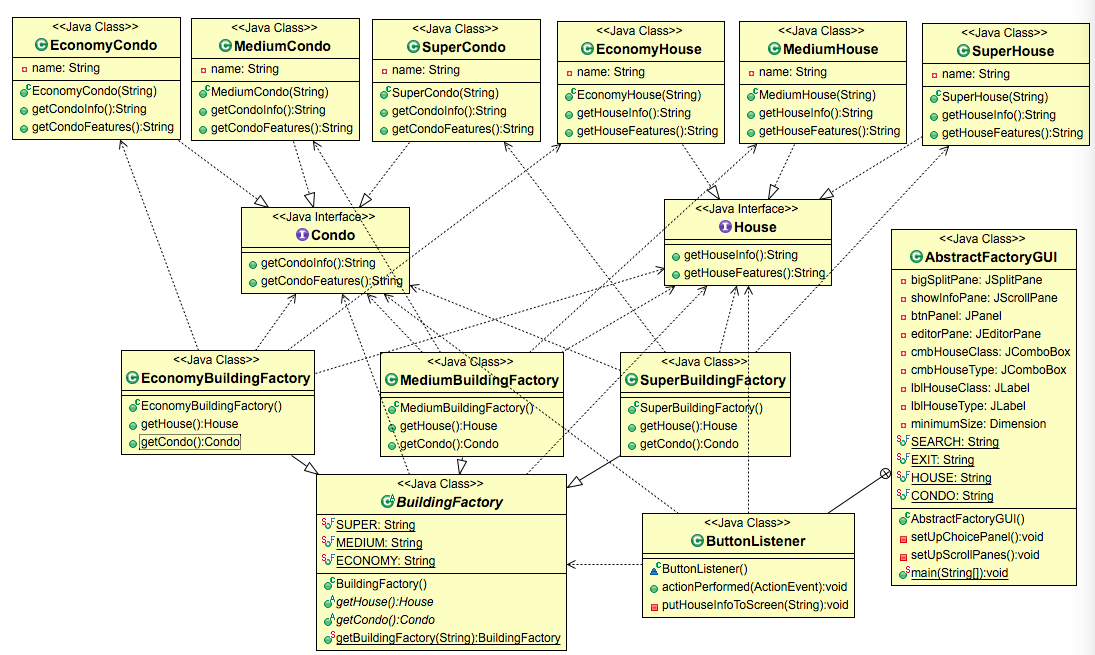 <<Java Class>>
EconomyCondo
name: String
EconomyCondo(String)
getCondoInfo():String
getCondoFeatures():String
<<Java Class>>
MediumCondo
name: String
MediumCondo(String)
getCondoInfo():String
getCondoFeatures():String
<<Java Class>>
SuperCondo
name: String
SuperCondo(String)
getCondoInfo():String
getCondoFeatures():String
<<Java Class>>
EconomyHouse
name: String
EconomyHouse(String)
getHouseInfo():String
getHouseFeatures():String
<<Java Class>>
MediumHouse
name: String
MediumHouse(String)
getHouseInfo():String
getHouseFeatures():String
<<Java Class>>
SuperHouse
name: String
SuperHouse(String)
getHouseInfo():String
getHouseFeatures():String
<<Java Interface>>
Condo
getCondoInfo():String
getCondoFeatures():String
<<Java Interface>>
House
getHouseInfo():String
getHouseFeatures():String
<<Java Class>>
AbstractFactoryGUI
bigSplitPane: JSplitPane
showInfoPane: JScrollPane
btnPanel: JPanel
editorPane: JEditorPane
cmbHouseClass: JComboBox
cmbHouseType: JComboBox
lblHouseClass: JLabel
lblHouseType: JLabel
minimumSize: Dimension
SEARCH: String
EXIT: String
HOUSE: String
CONDO: String
AbstractFactoryGUI()
setUpChoicePanel():void
setUpScrollPanes():void
main(String[]):void
<<Java Class>>
EconomyBuildingFactory
EconomyBuildingFactory()
getHouse():House
getCondo():Condo
<<Java Class>>
MediumBuildingFactory
MediumBuildingFactory()
getHouse():House
getCondo():Condo
<<Java Class>>
SuperBuildingFactory
SuperBuildingFactory()
getHouse():House
getCondo():Condo
<<Java Class>>
BuildingFactory
SUPER: String
MEDIUM: String
ECONOMY: String
BuildingFactory()
getHouse():House
getCondo():Condo
getBuildingFactory(String):BuildingFactory
<<Java Class>>
ButtonListener
ButtonListener()
actionPerformed(ActionEvent):void
putHouseInfoToScreen(String):void